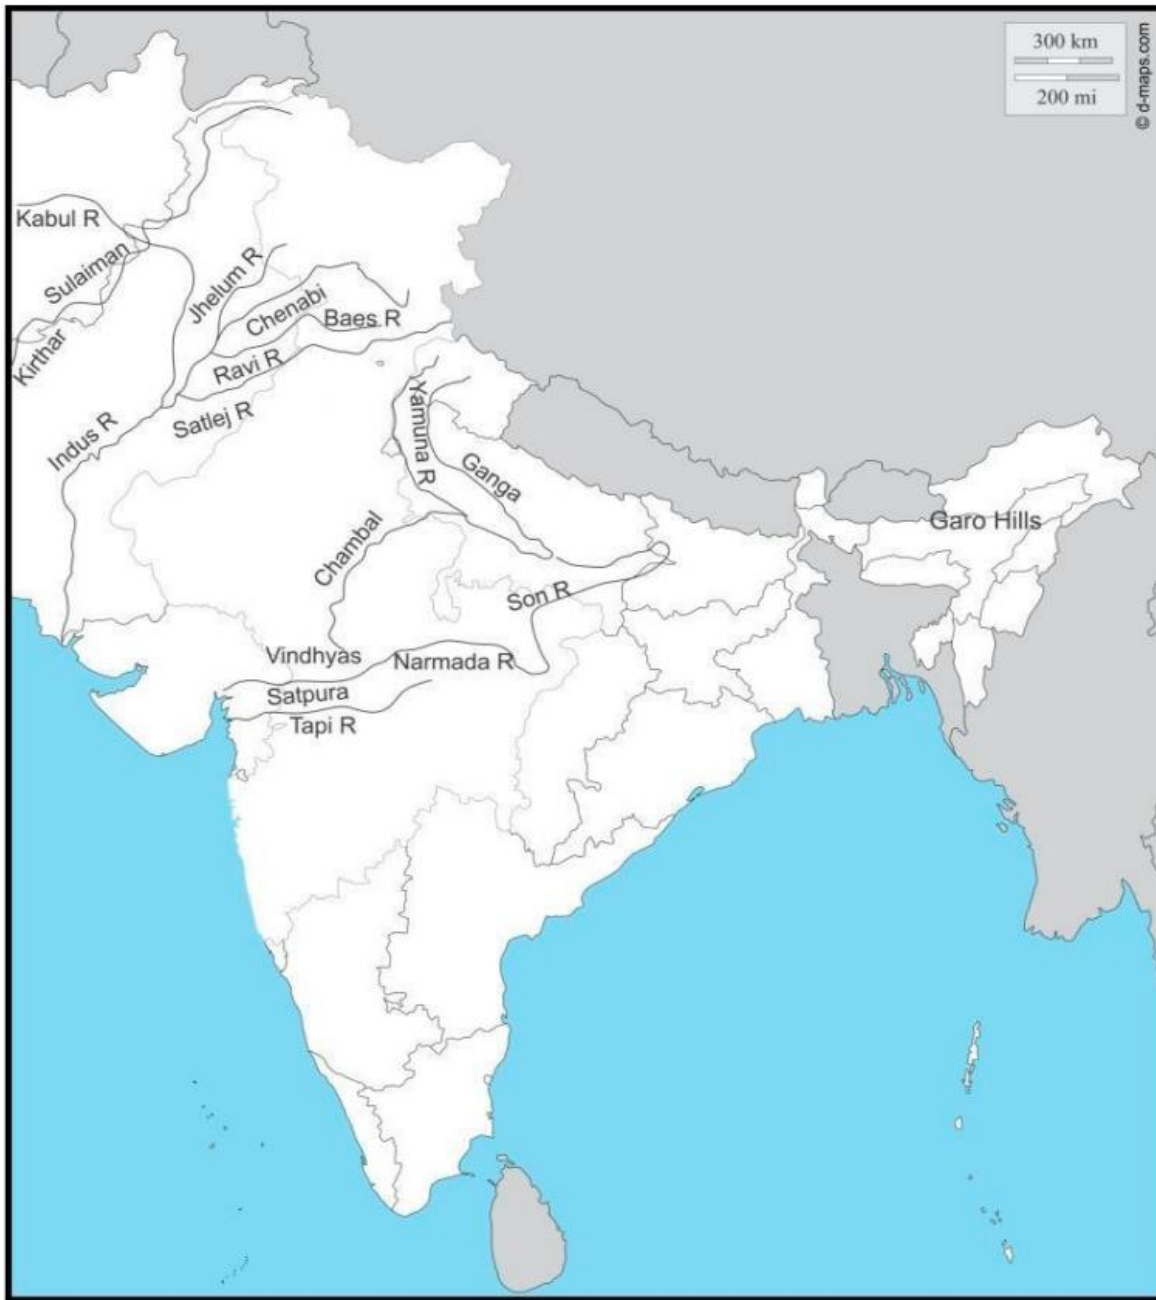 300 km
200 mi
© d-maps.com
Kabul R
Sulaiman
Kirthar
Jhelum R
Chenabi
Baes R
Ravi R
Satlej R
Indus R
Yamuna R
Ganga
Garo Hills
Chambal
Son R
Vindhyas
Narmada R
Satpura
Tapi R